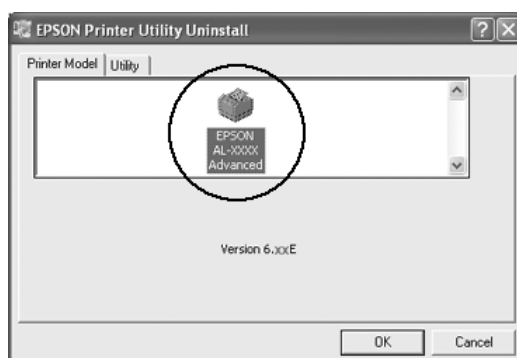 EPSON Printer Utility Uninstall
Printer Model
Utility
EPSON
AL-XXXX
Advanced
Version 6.xxE
OK
Cancel